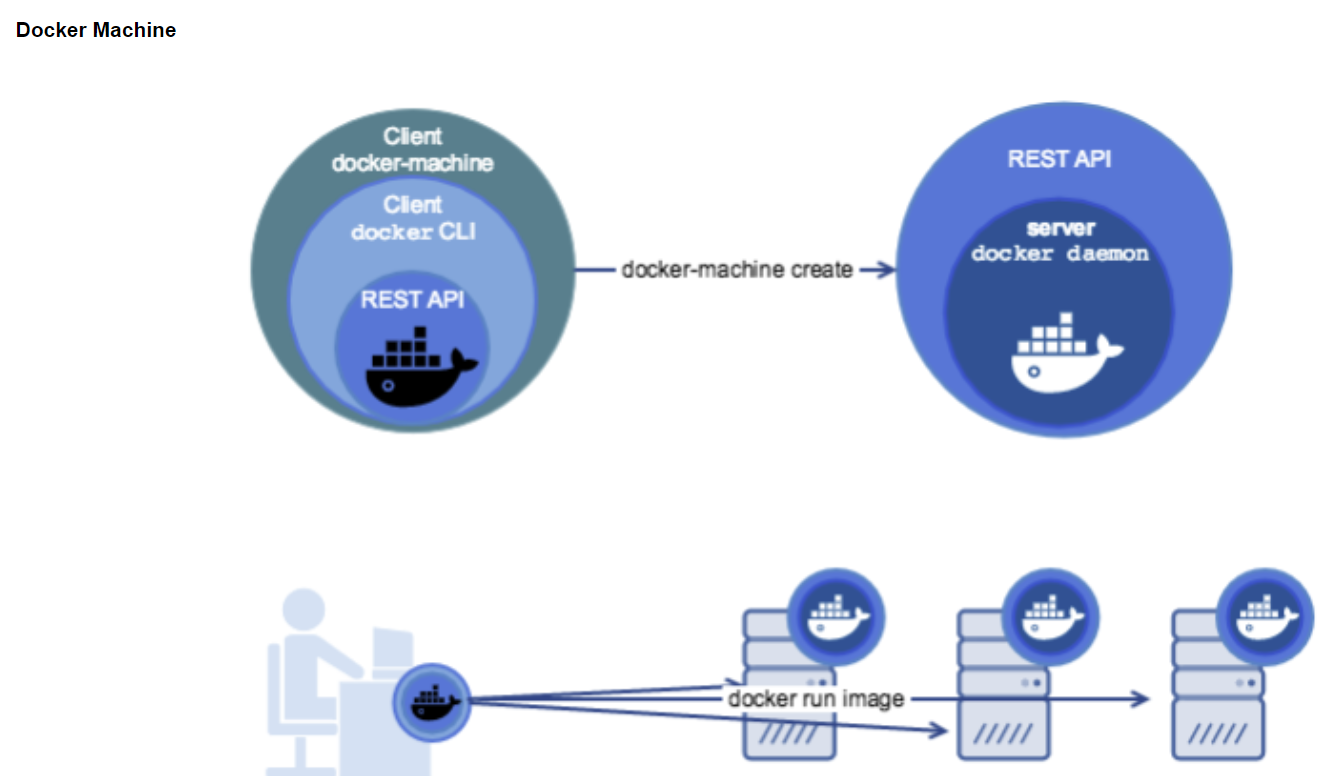 Docker Machine
Client
docker-machine
Client
docker CLI
REST API
docker-machine create
REST API
server
docker daemon
docker run image